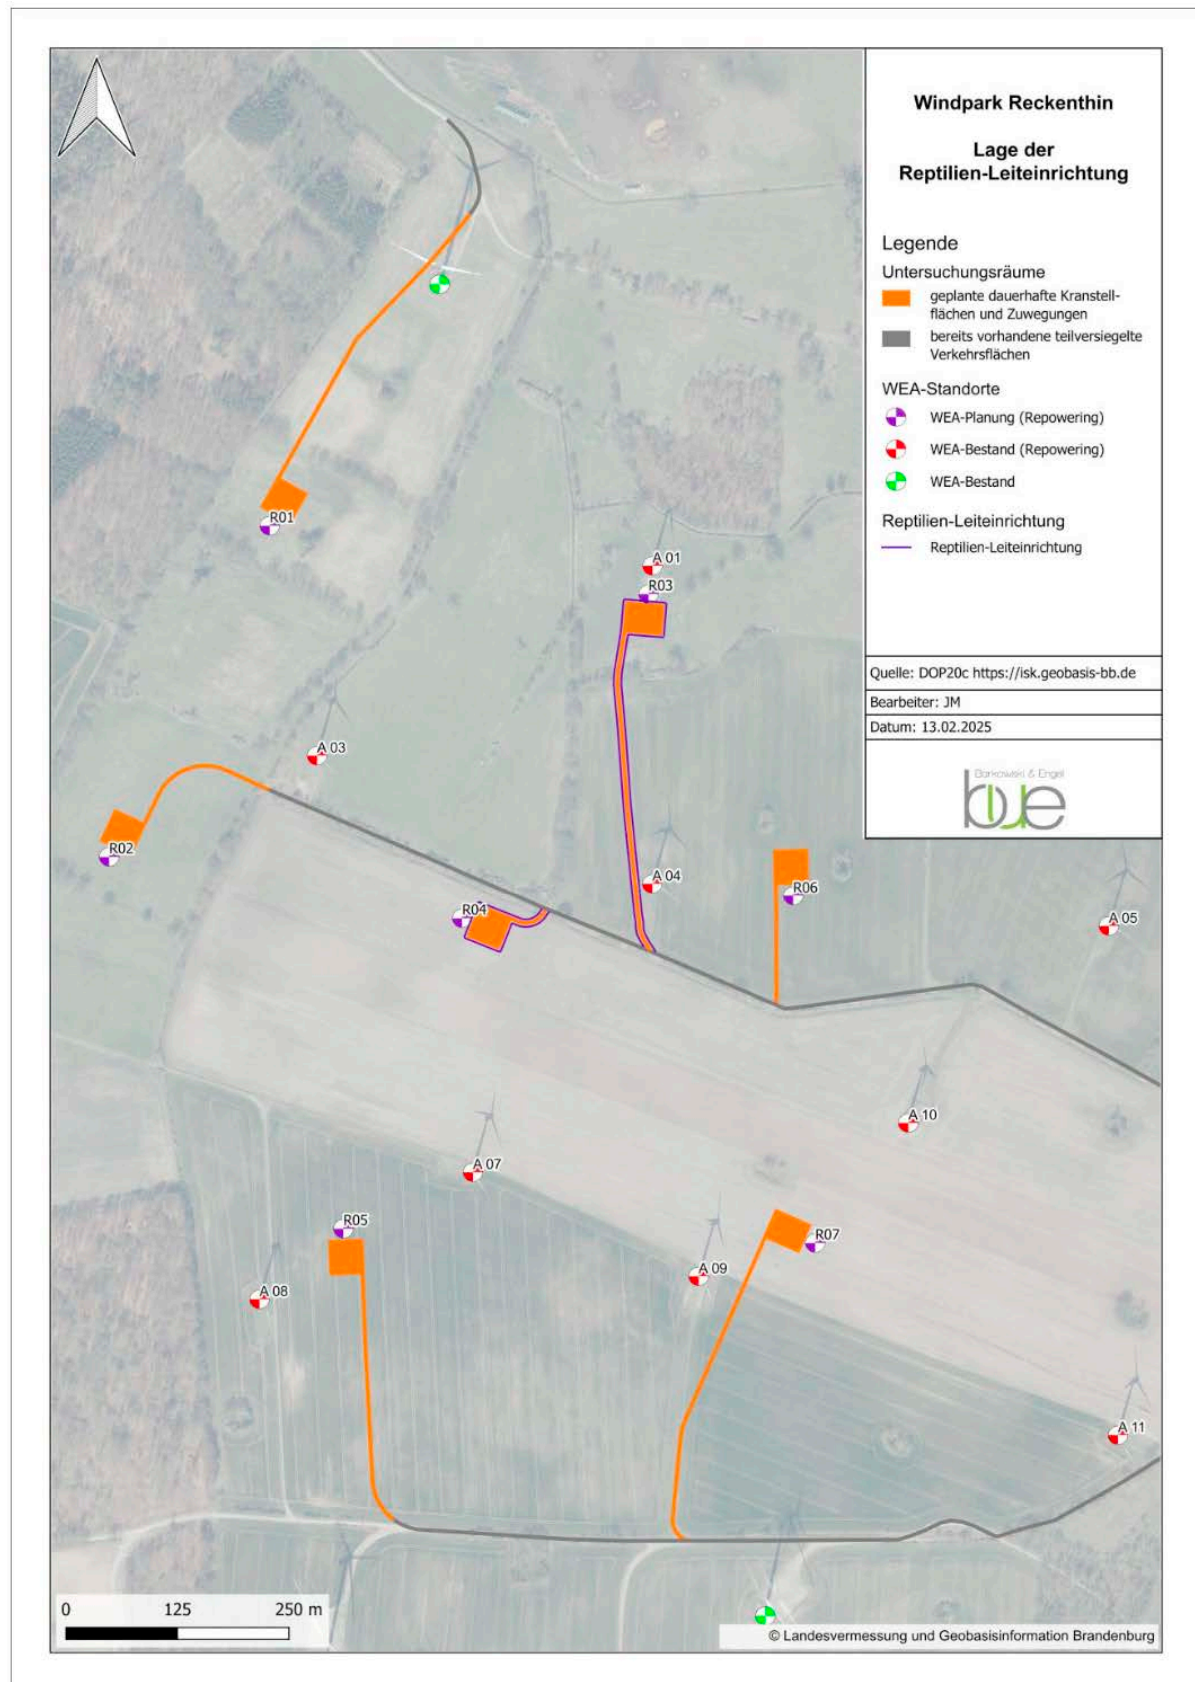 Windpark Reckenthin
Lage der
Reptilien-Leiteinrichtung
Legende
Untersuchungsräume
geplante dauerhafte Kranstell-
flächen und Zuwegungen
bereits vorhandene teilversiegelte
Verkehrsflächen
WEA-Standorte
WEA-Planung (Repowering)
WEA-Bestand (Repowering)
WEA-Bestand
Reptilien-Leiteinrichtung
Reptilien-Leiteinrichtung
Quelle: DOP20c https://isk.geobasis-bb.de
Bearbeiter: JM
Datum: 13.02.2025
Borkowski & Engel
bue
R01
A 01
R03
A 03
R02
A 04
R06
R04
A 05
A 10
A 07
R05
R07
A 09
A 08
A 11
0 125 250 m
© Landesvermessung und Geobasisinformation Brandenburg